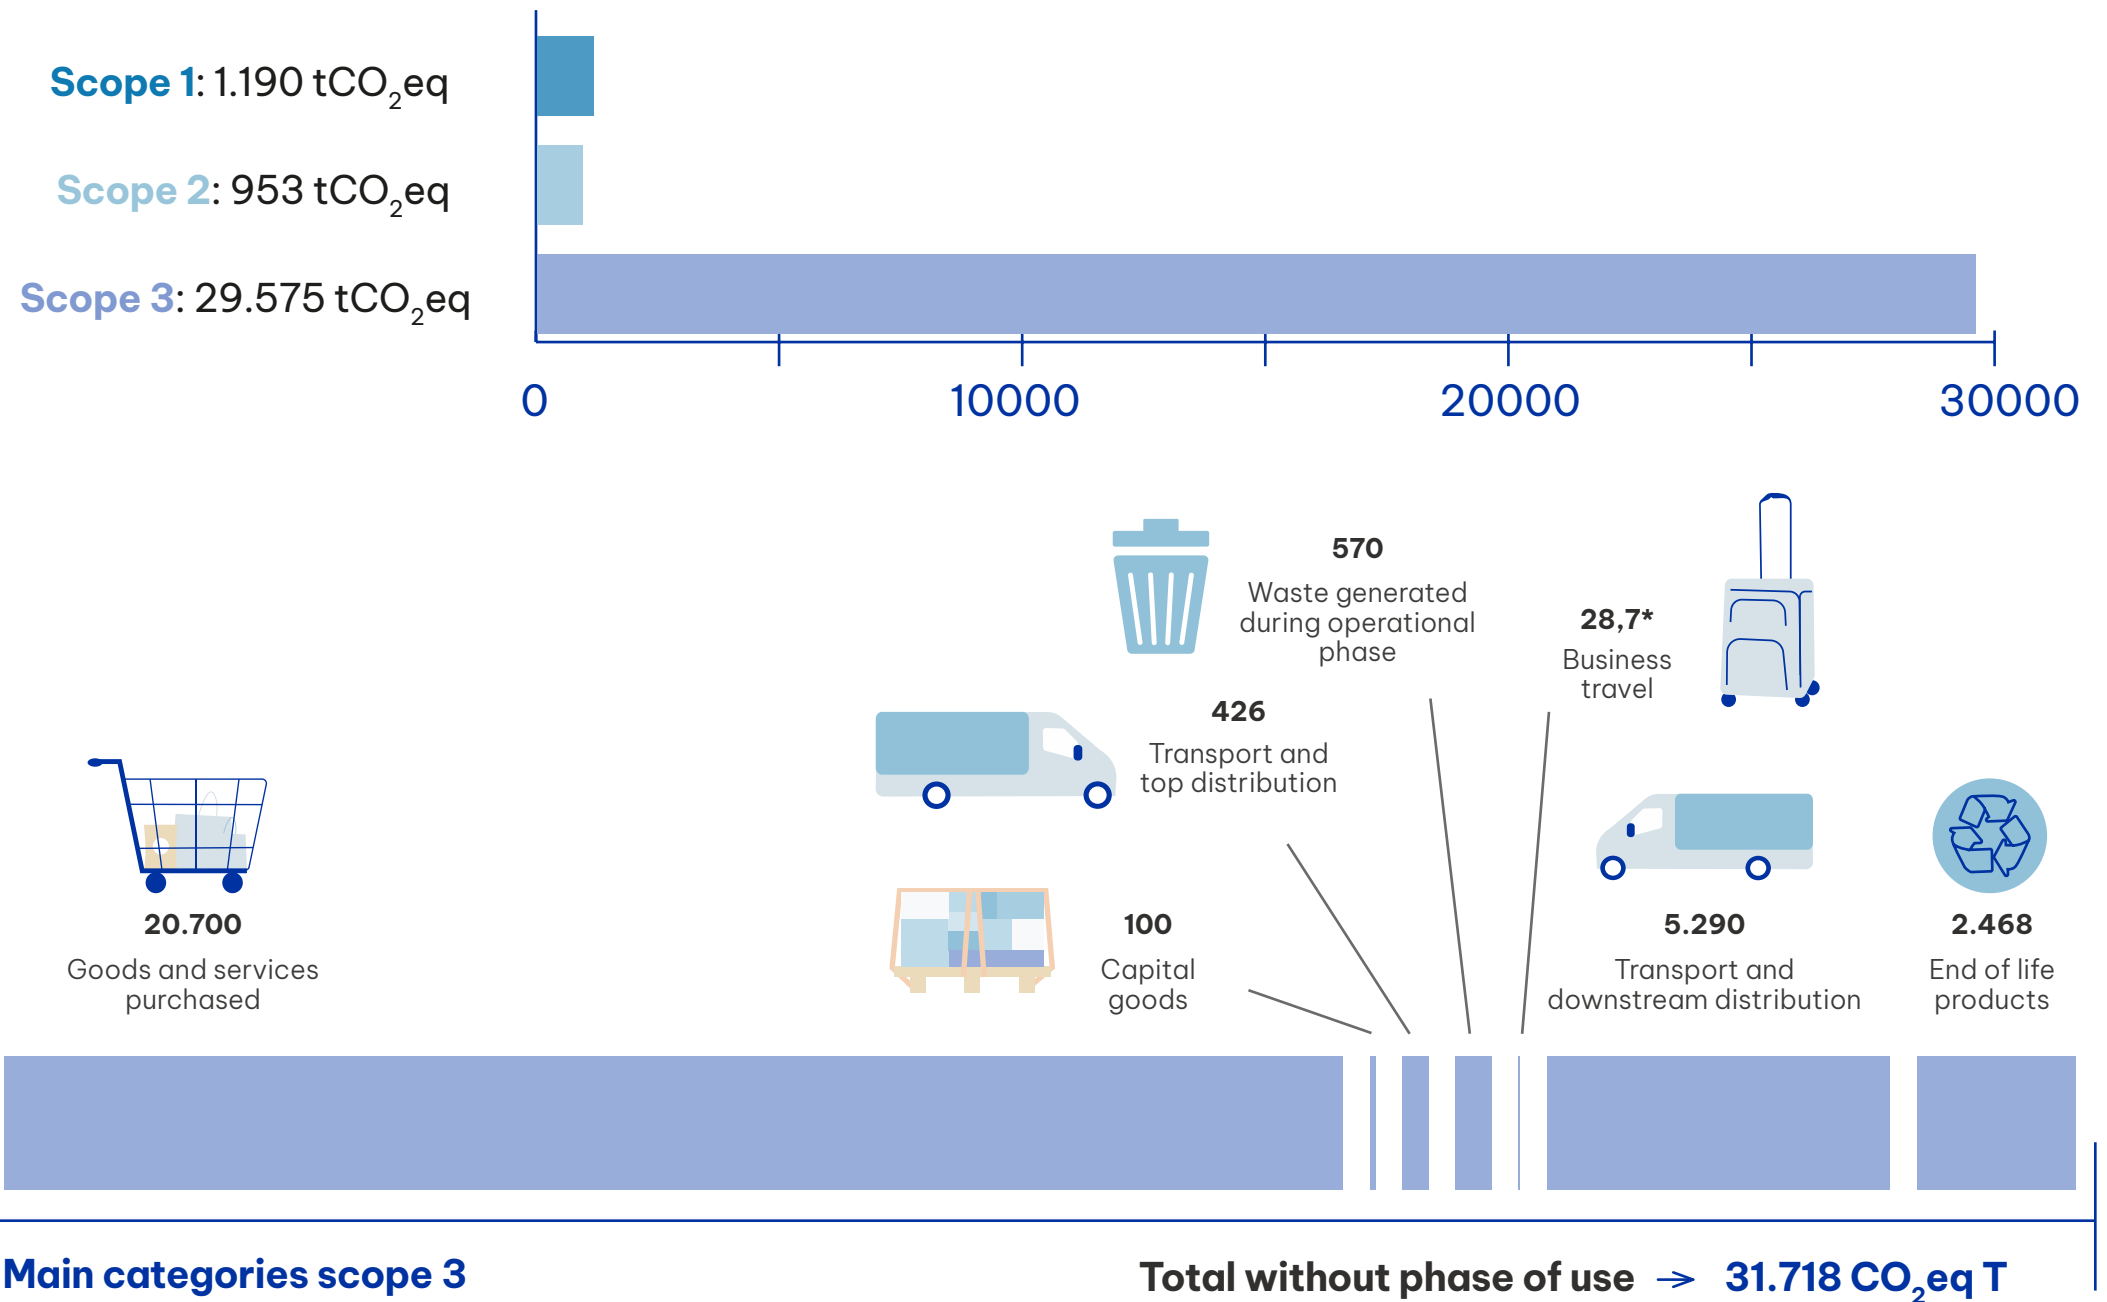 Scope 1: 1.190 tCO₂eq
Scope 2: 953 tCO₂eq
Scope 3: 29.575 tCO₂eq
0
10000
20000
30000
570
Waste generated
during operational
phase
28,7*
Business
travel
426
Transport and
top distribution
20.700
Goods and services
purchased
100
Capital
goods
5.290
Transport and
downstream distribution
2.468
End of life
products
Main categories scope 3
Total without phase of use → 31.718 CO₂eq T